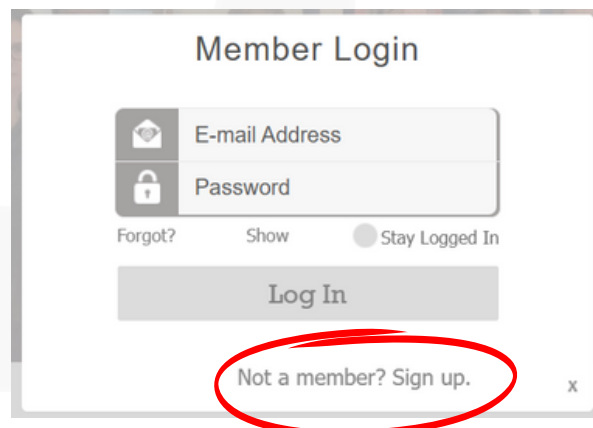 Member Login
E-mail Address
Password
Forgot? Show Stay Logged In
Log In
Not a member? Sign up.
x